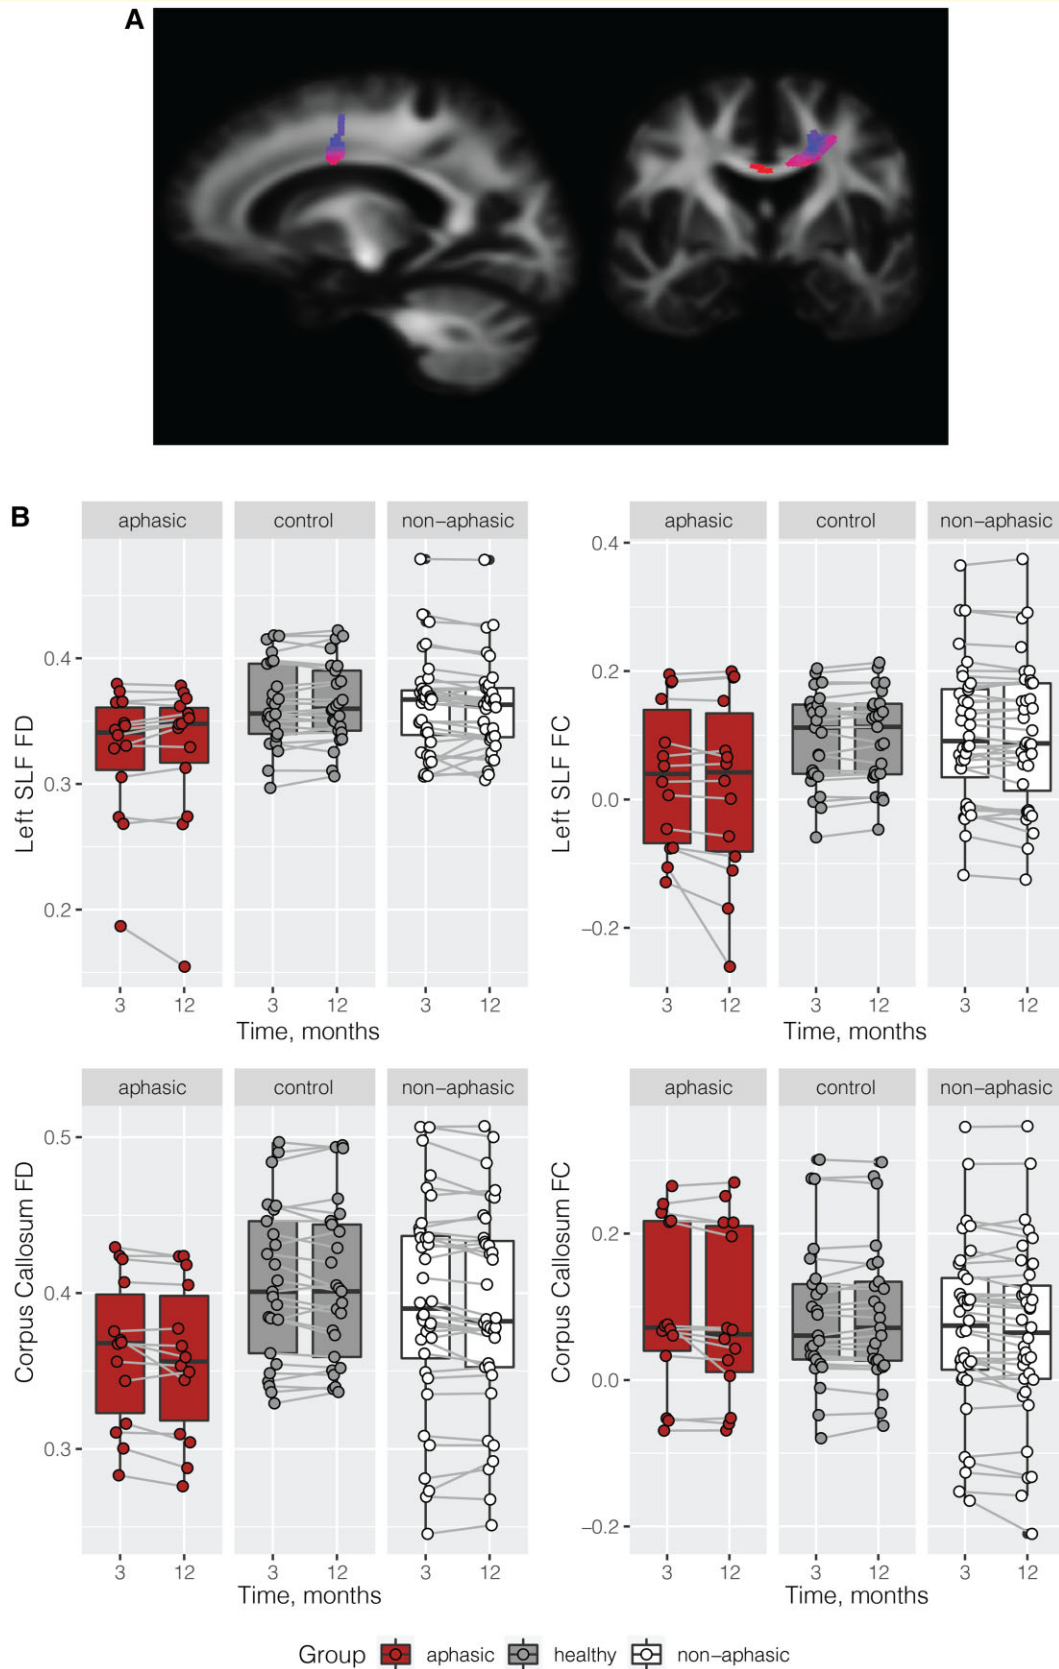 A
B
aphasic control non-aphasic
Left SLF FD
0.4
0.3
0.2
3 12 3 12 3 12
Time, months
aphasic control non-aphasic
Left SLF FC
0.4
0.2
0.0
-0.2
3 12 3 12 3 12
Time, months
aphasic control non-aphasic
Corpus Callosum FD
0.5
0.4
0.3
3 12 3 12 3 12
Time, months
aphasic control non-aphasic
Corpus Callosum FC
0.2
0.0
-0.2
3 12 3 12 3 12
Time, months
Group aphasic healthy non-aphasic